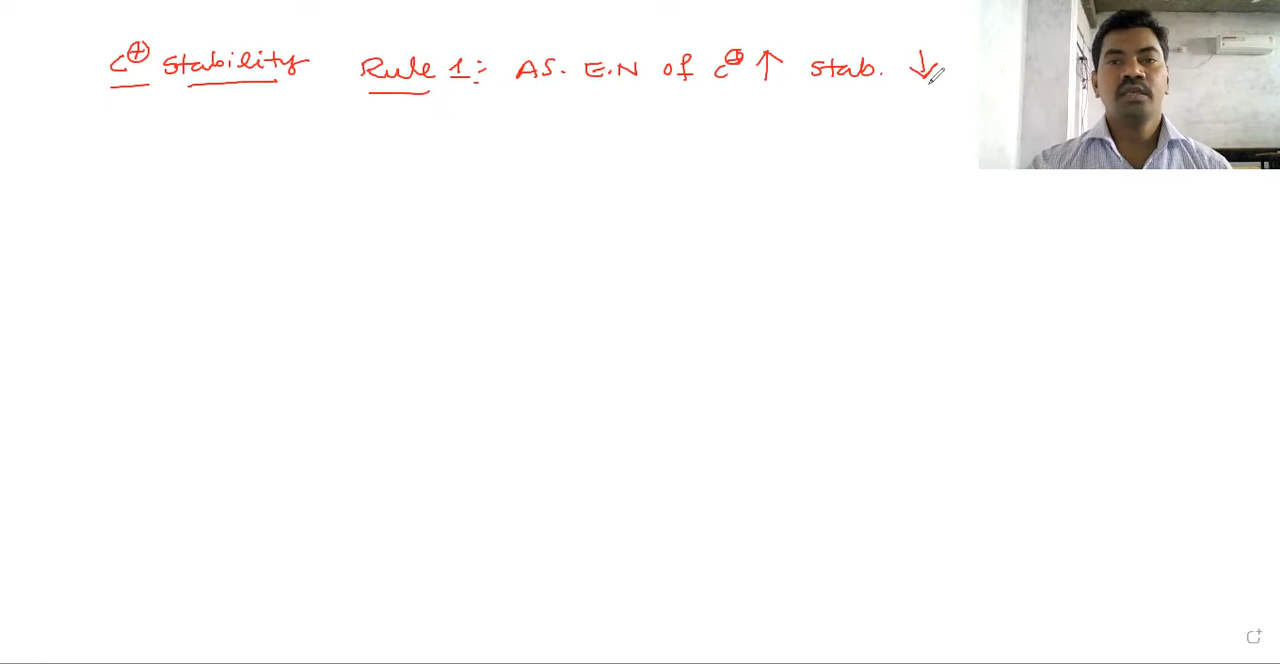 C⊕ stability Rule 1:- AS. E.N of C⊕ ↑ stab. ↓